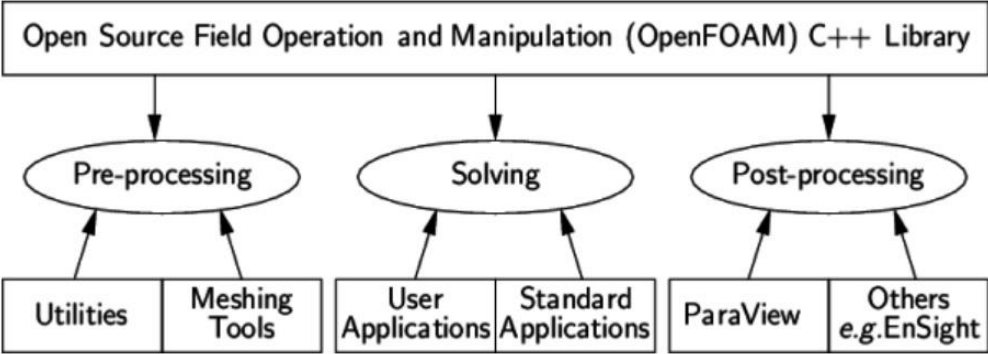 Open Source Field Operation and Manipulation (OpenFOAM) C++ Library
Pre-processing
Solving
Post-processing
Utilities
Meshing
Tools
User
Applications
Standard
Applications
ParaView
Others
e.g.EnSight